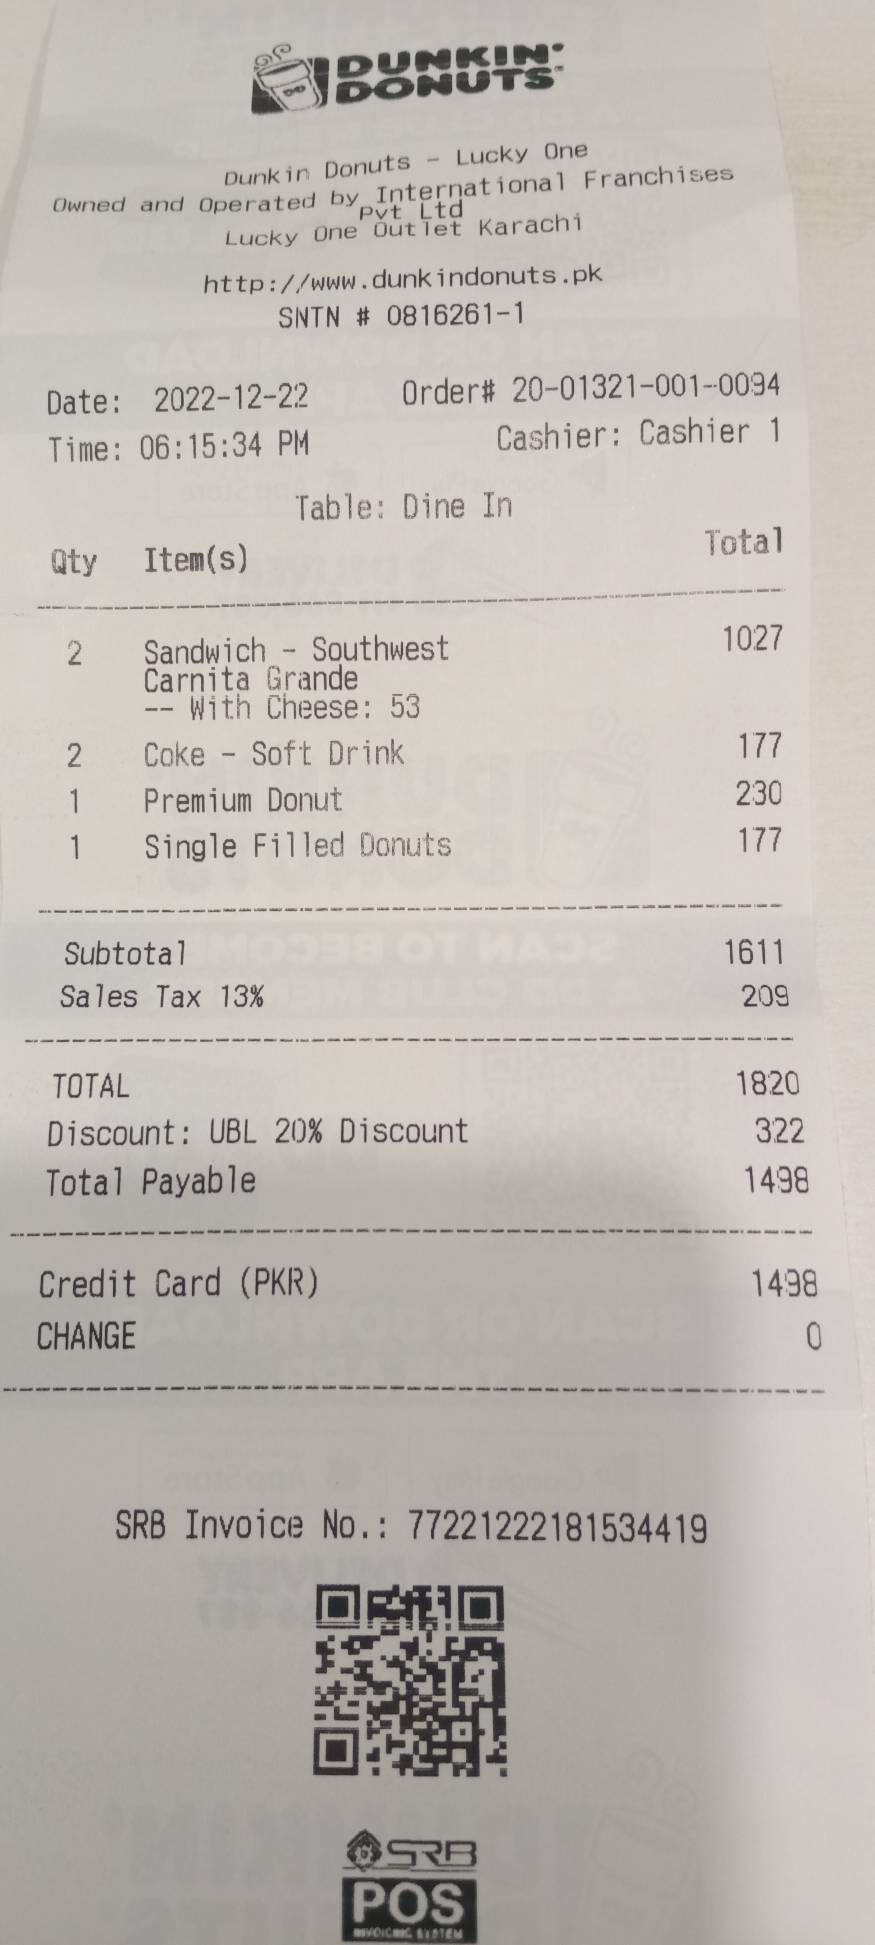 DUNKIN'
DONUTS
Dunkin Donuts - Lucky One
Owned and Operated by International Franchises
Pvt Ltd
Lucky One Outlet Karachi
http://www.dunkindonuts.pk
SNTN # 0816261-1
Date: 2022-12-22 Order# 20-01321-001-0094
Time: 06:15:34 PM Cashier: Cashier 1
Table: Dine In
Qty Item(s) Total
2 Sandwich - Southwest 1027
Carnita Grande
-- With Cheese: 53
2 Coke - Soft Drink 177
1 Premium Donut 230
1 Single Filled Donuts 177
Subtotal 1611
Sales Tax 13% 209
TOTAL 1820
Discount: UBL 20% Discount 322
Total Payable 1498
Credit Card (PKR) 1498
CHANGE 0
SRB Invoice No.: 77221222181534419
SRB
POS
INVOICING SYSTEM